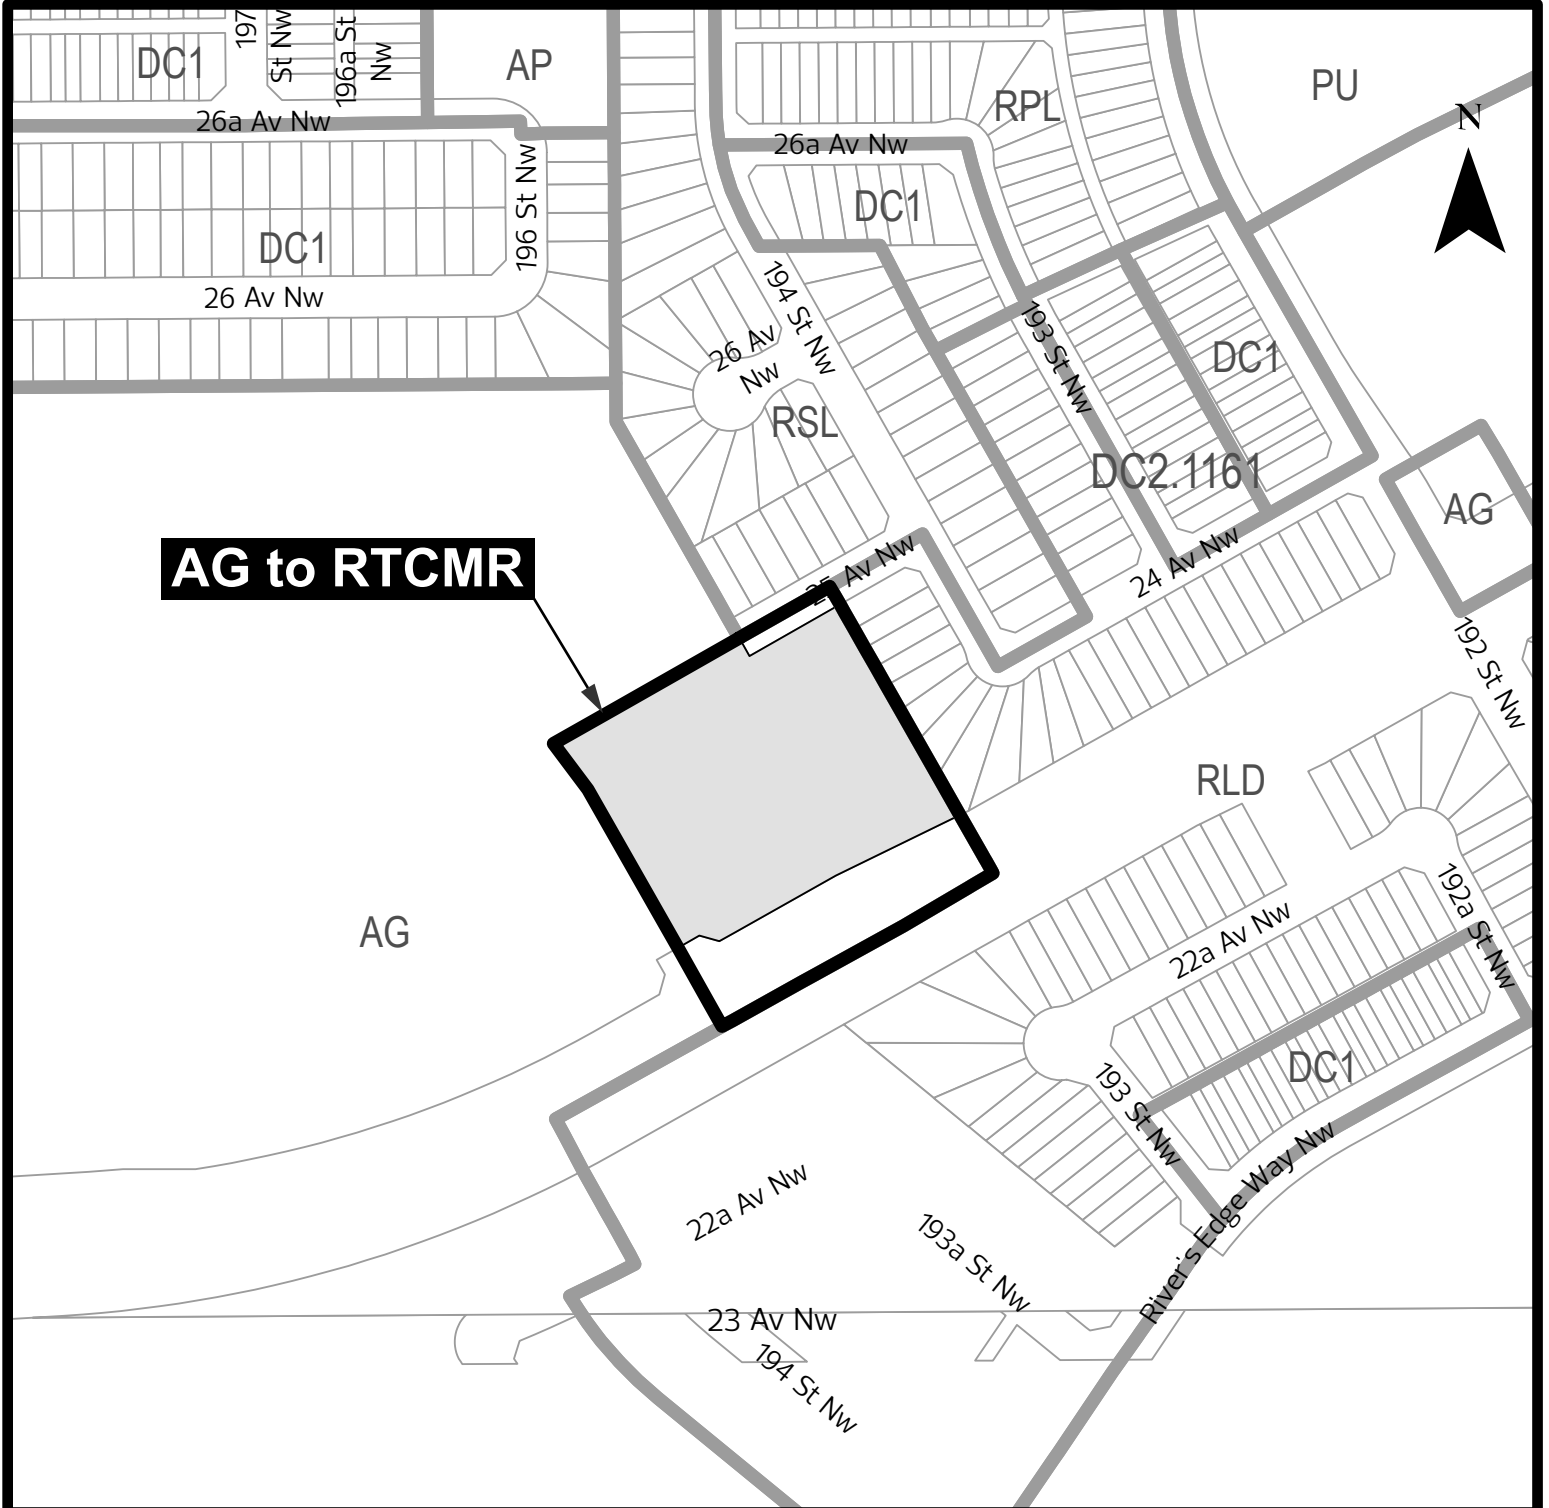 197
St Nw
196a St
Nw
DC1
AP
PU
RPL
N
26a Av Nw
26a Av Nw
DC1
196 St Nw
DC1
26 Av Nw
194 St Nw
26 Av
Nw
193 St Nw
DC1
RSL
DC2.1161
AG
AG to RTCMR
25 Av Nw
24 Av Nw
192 St Nw
RLD
AG
192a St Nw
22a Av Nw
DC1
193 St Nw
22a Av Nw
River's Edge Way Nw
193a St Nw
23 Av Nw
194 St Nw